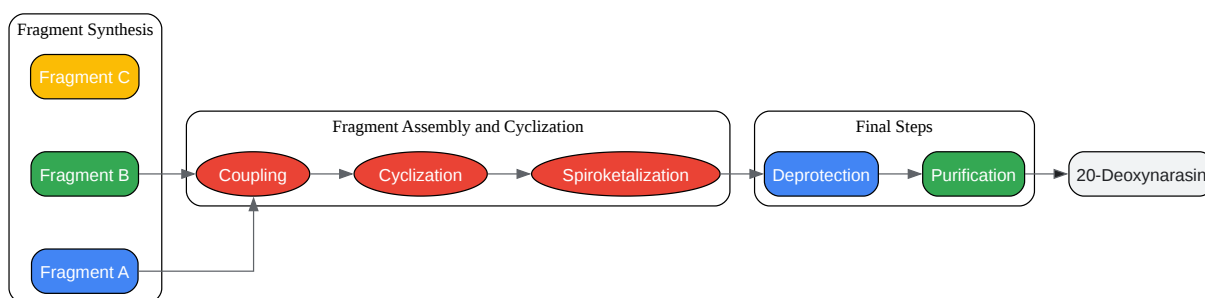 Fragment Synthesis
Fragment C
Fragment B
Fragment A
Fragment Assembly and Cyclization
Coupling
Cyclization
Spiroketalization
Final Steps
Deprotection
Purification
20-Deoxynarasin